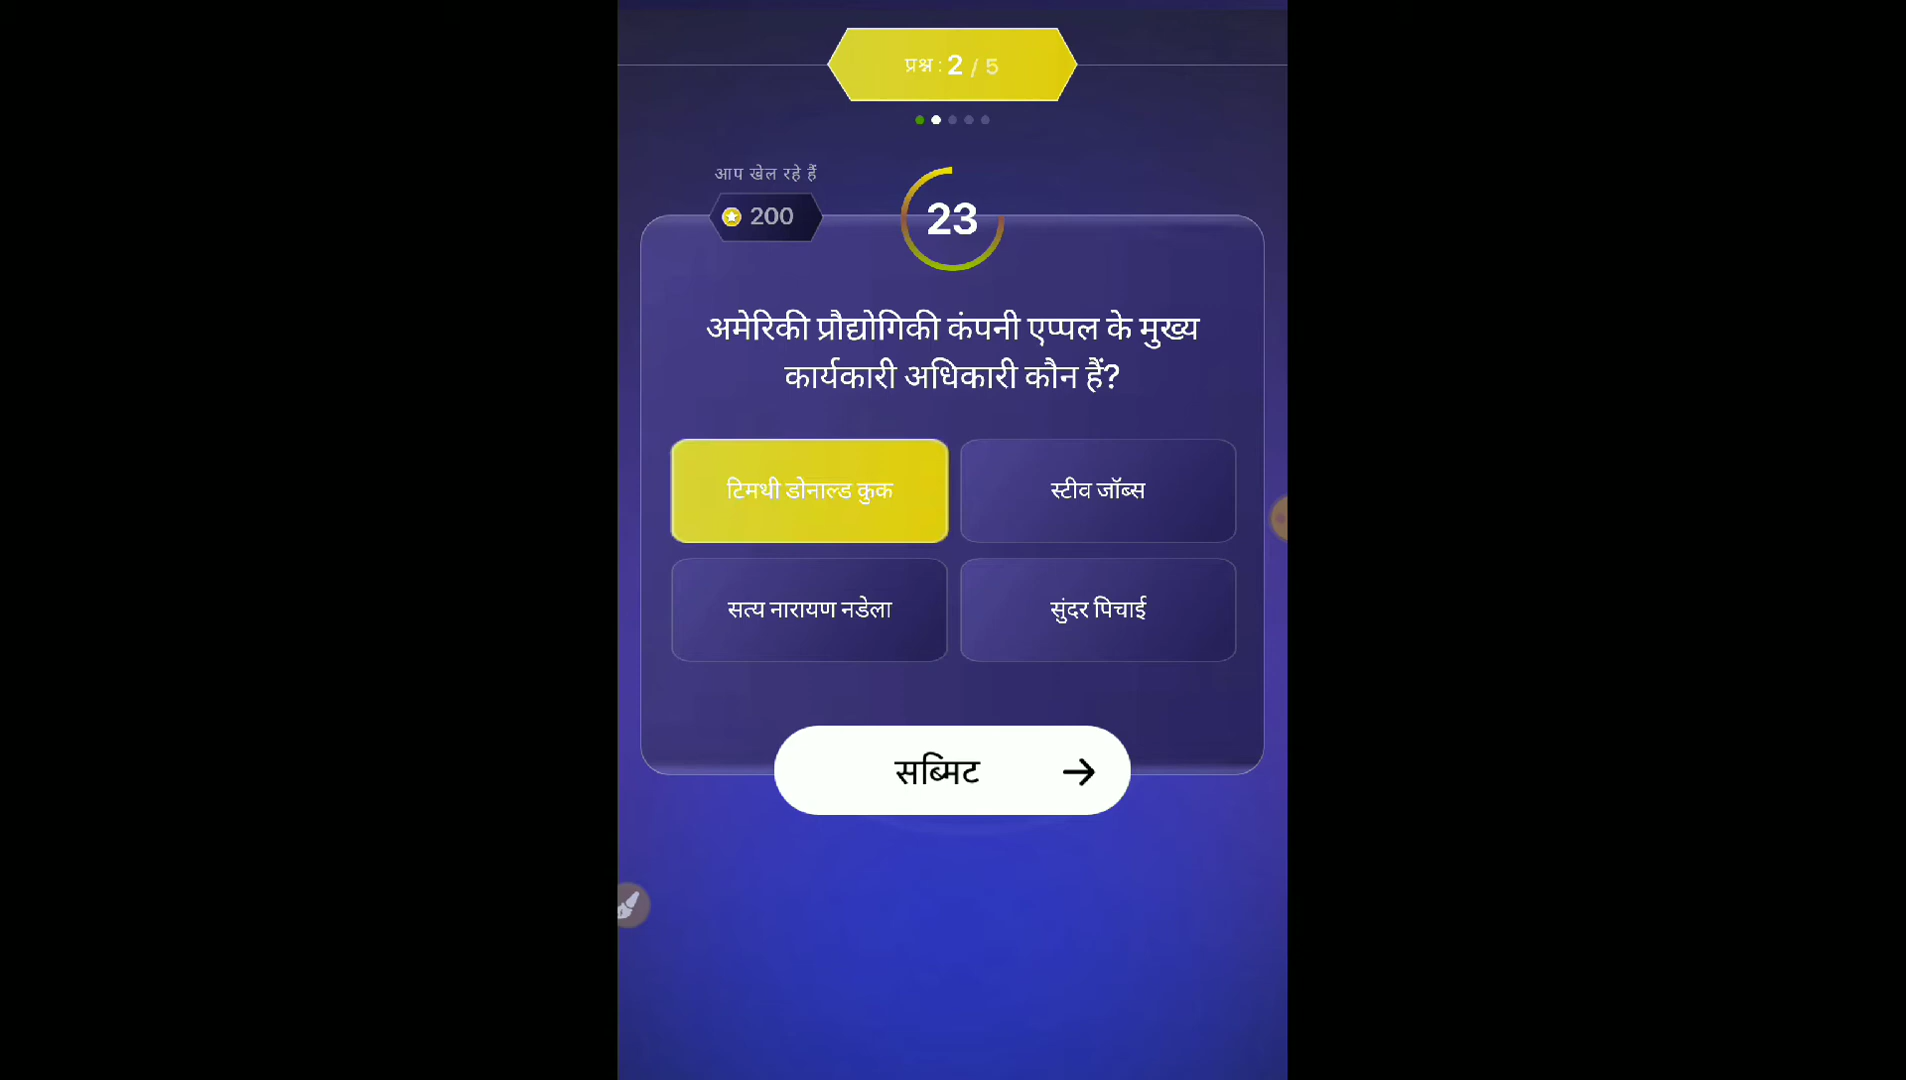 प्रश्न : 2 / 5
आप खेल रहे हैं
200
23
अमेरिकी प्रौद्योगिकी कंपनी एप्पल के मुख्य
कार्यकारी अधिकारी कौन हैं?
टिमथी डोनाल्ड कुक
स्टीव जॉब्स
सत्य नारायण नडेला
सुंदर पिचाई
सब्मिट